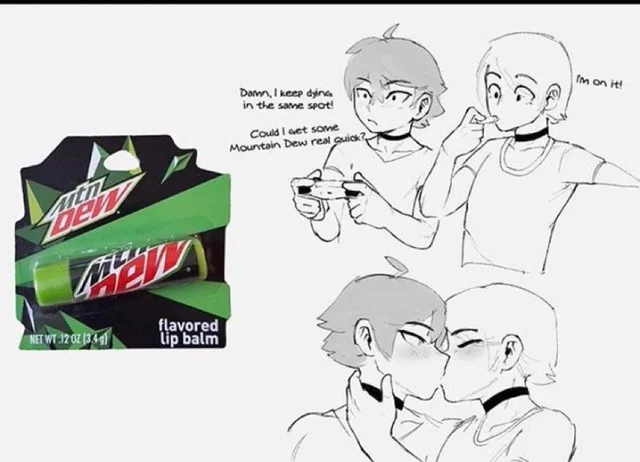 Damn, I keep dying
in the same spot!
Could I get some
Mountain Dew real quick?
I'm on it!
Mtn
DEW
Mtn
DEW
flavored
lip balm
NET WT .12 OZ (3.4 g)